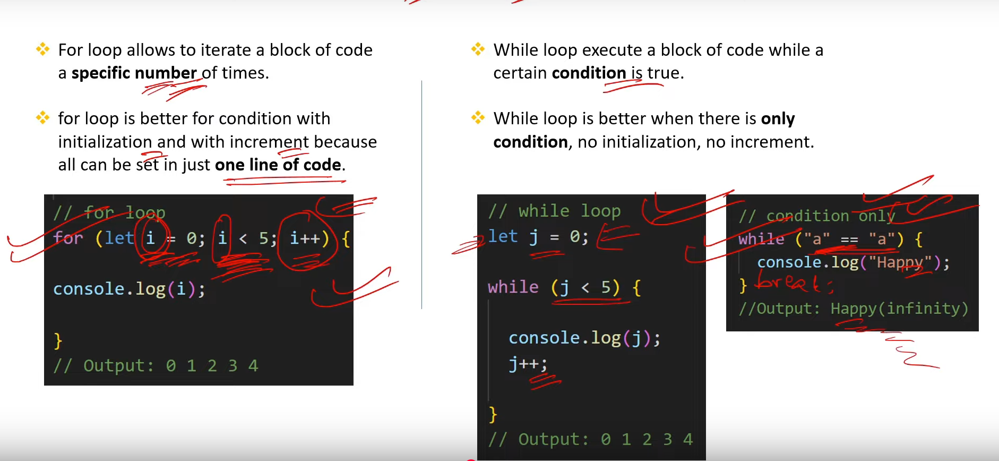 For loop allows to iterate a block of code
a specific number of times.
for loop is better for condition with
initialization and with increment because
all can be set in just one line of code.
// for loop
for (let i = 0; i < 5; i++) {
console.log(i);
}
// Output: 0 1 2 3 4
While loop execute a block of code while a
certain condition is true.
While loop is better when there is only
condition, no initialization, no increment.
// while loop
let j = 0;
while (j < 5) {
console.log(j);
j++;
}
// Output: 0 1 2 3 4
// condition only
while ("a" == "a") {
console.log("Happy");
} break;
//Output: Happy(infinity)